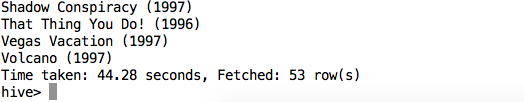 Shadow Conspiracy (1997)
That Thing You Do! (1996)
Vegas Vacation (1997)
Volcano (1997)
Time taken: 44.28 seconds, Fetched: 53 row(s)
hive>